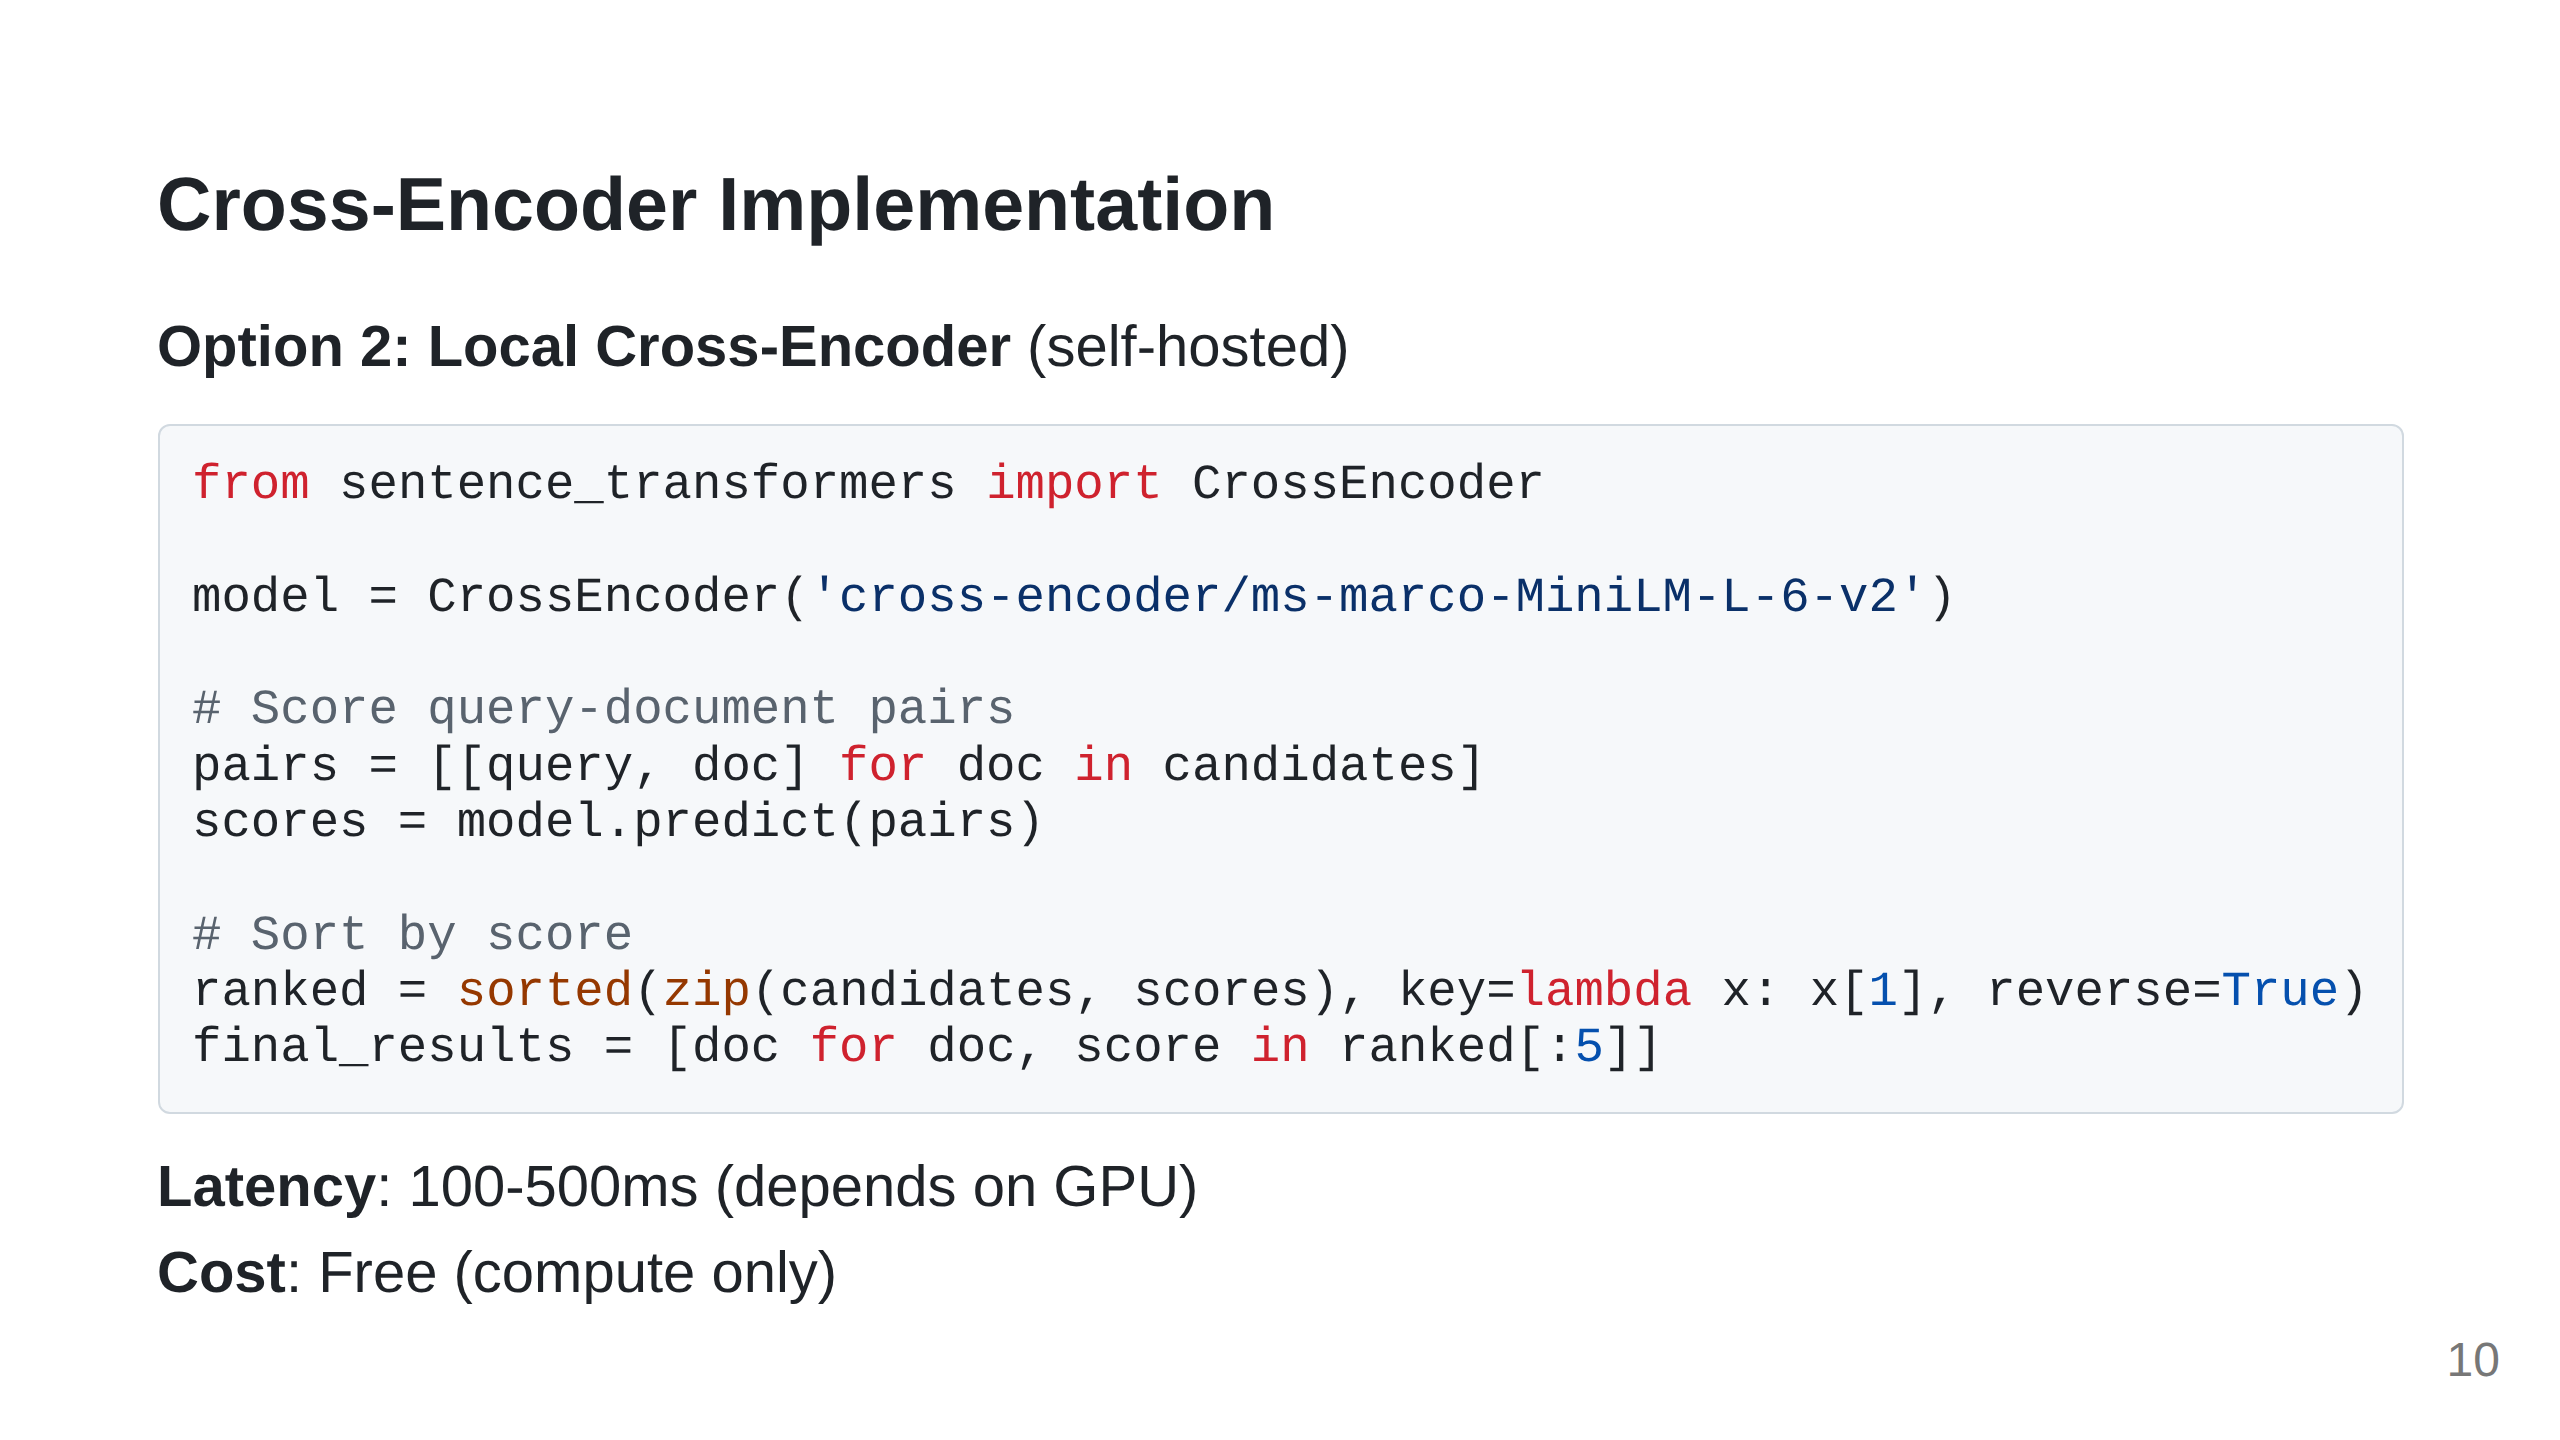 Cross-Encoder Implementation
Option 2: Local Cross-Encoder (self-hosted)
from sentence_transformers import CrossEncoder
model = CrossEncoder('cross-encoder/ms-marco-MiniLM-L-6-v2')
# Score query-document pairs
pairs = [[query, doc] for doc in candidates]
scores = model.predict(pairs)
# Sort by score
ranked = sorted(zip(candidates, scores), key=lambda x: x[1], reverse=True)
final_results = [doc for doc, score in ranked[:5]]
Latency: 100-500ms (depends on GPU)
Cost: Free (compute only)
10